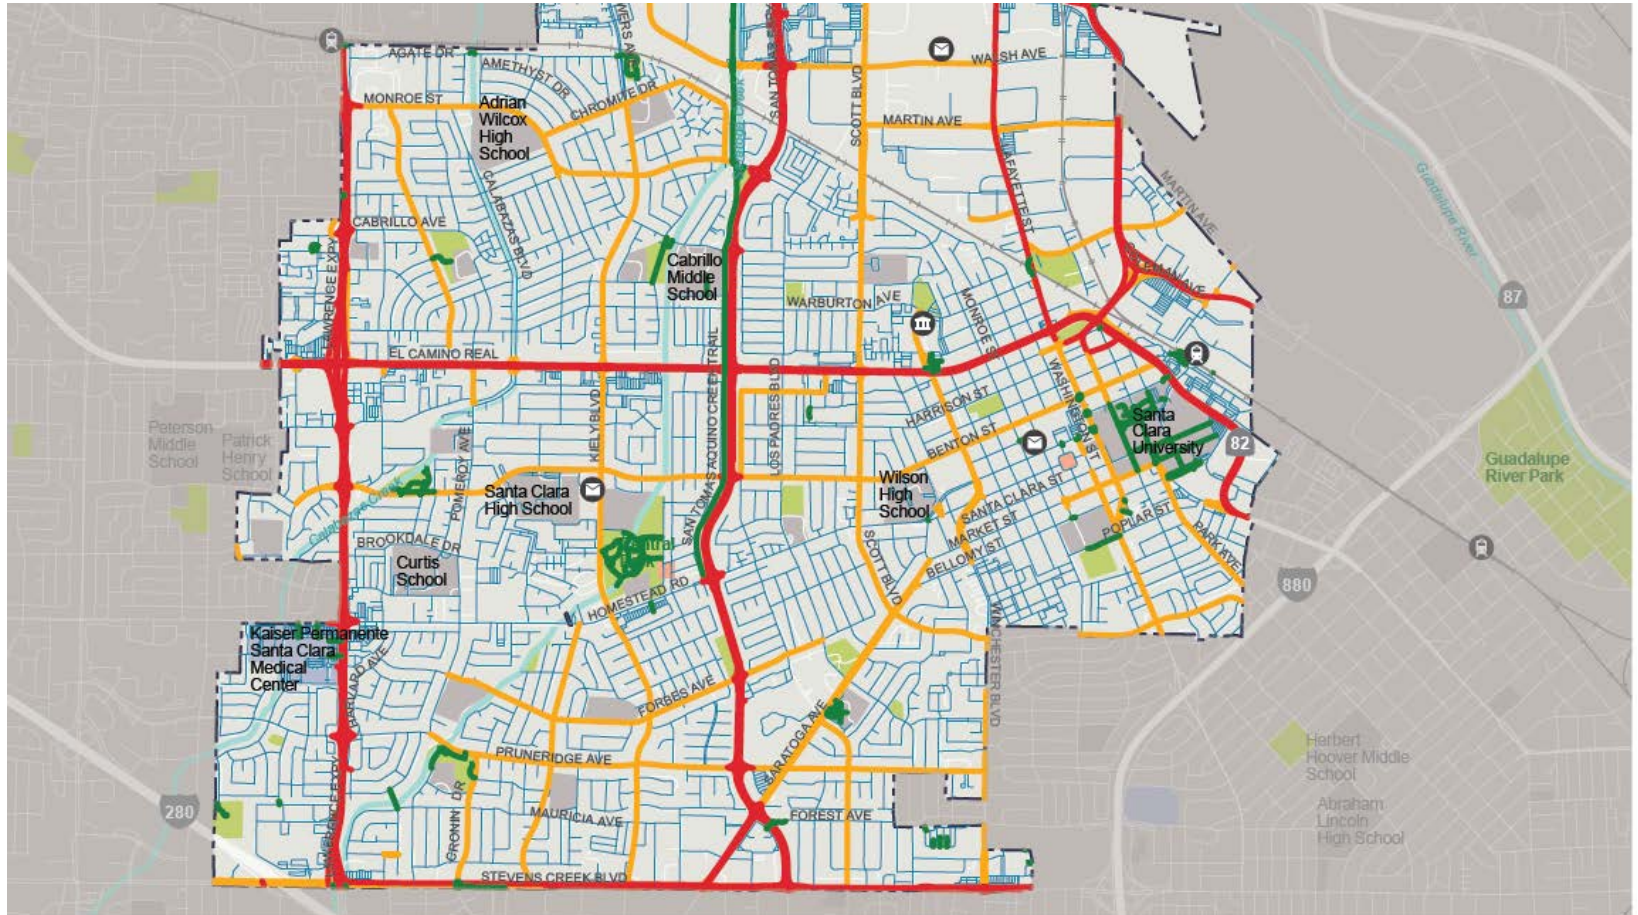 AGATE DR
AMETHYST DR
WALSH AVE
MONROE ST
CHROMITE DR
Adrian
Wilcox
High
School
SCOTT BLVD
MARTIN AVE
MARTIN AVE
LAFAYETTE ST
CALABAZAS BLVD
CABRILLO AVE
LAWRENCE EXPY
Cabrillo
Middle
School
Guadalupe River
COLEMAN AVE
87
WARBURTON AVE
MONROE ST
EL CAMINO REAL
HARRISON ST
WASHINGTON ST
KIELY BLVD
SAN TOMAS AQUINO CREEK TRAIL
LOS PADRES BLVD
Santa
Clara
University
82
BENTON ST
Peterson
Middle
School
Patrick
Henry
School
POMEROY AVE
Guadalupe
River Park
Wilson
High
School
Santa Clara
High School
Calabazas Creek
SANTA CLARA ST
MARKET ST
POPLAR ST
PARK AVE
BROOKDALE DR
Curtis
School
SCOTT BLVD
BELLOMY ST
HOMESTEAD RD
880
Kaiser Permanente
Santa Clara
Medical
Center
HARVARD AVE
WINCHESTER BLVD
FORBES AVE
SARATOGA AVE
PRUNERIDGE AVE
Herbert
Hoover Middle
School
Abraham
Lincoln
High School
280
CRONIN DR
MAURICIA AVE
FOREST AVE
STEVENS CREEK BLVD